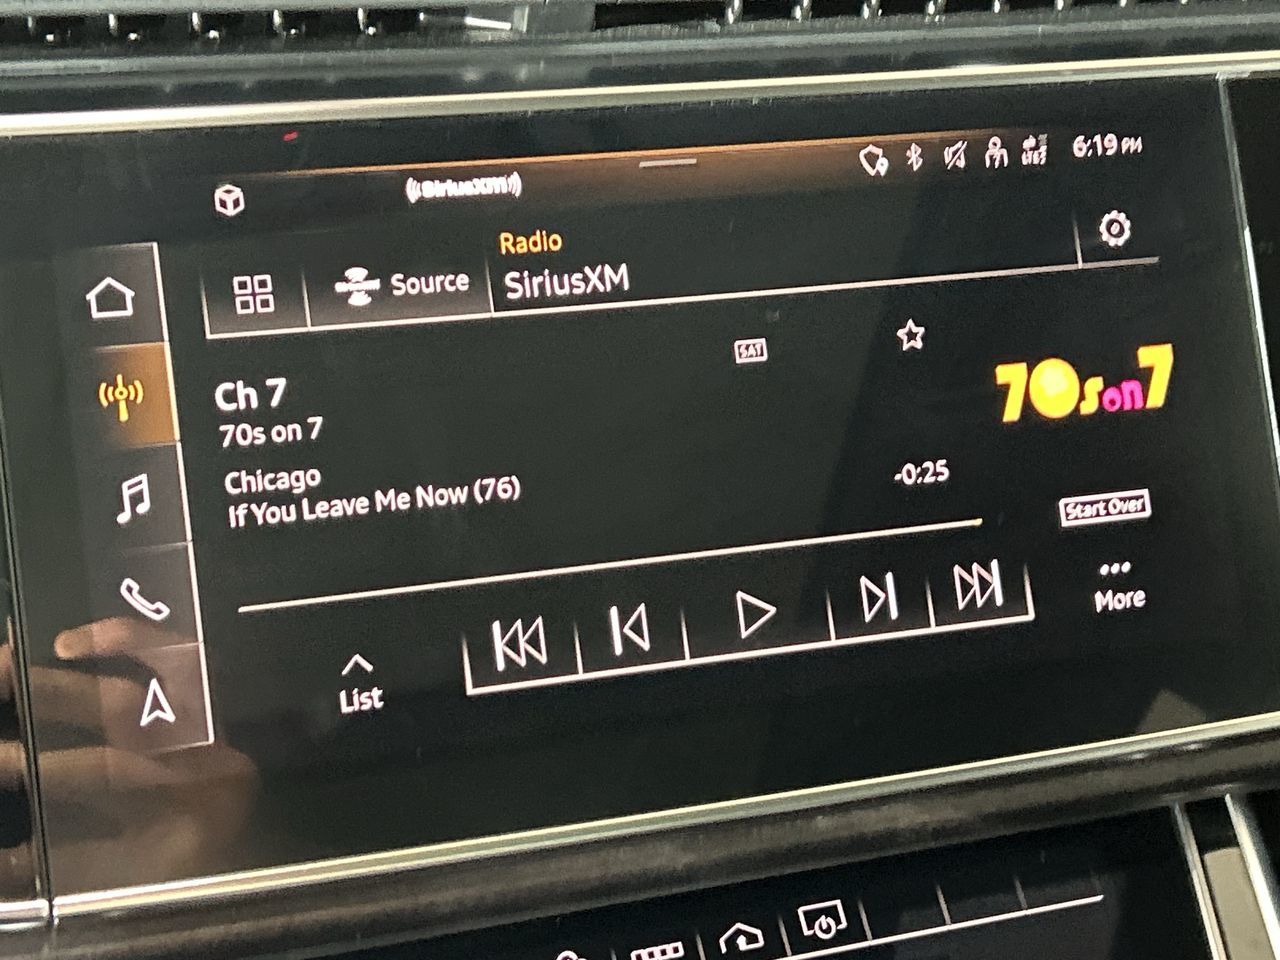 SiriusXM
6:19 PM
Radio
Source
SiriusXM
SAT
Ch 7
70s on 7
70s on 7
Chicago
If You Leave Me Now (76)
-0:25
Start Over
More
List